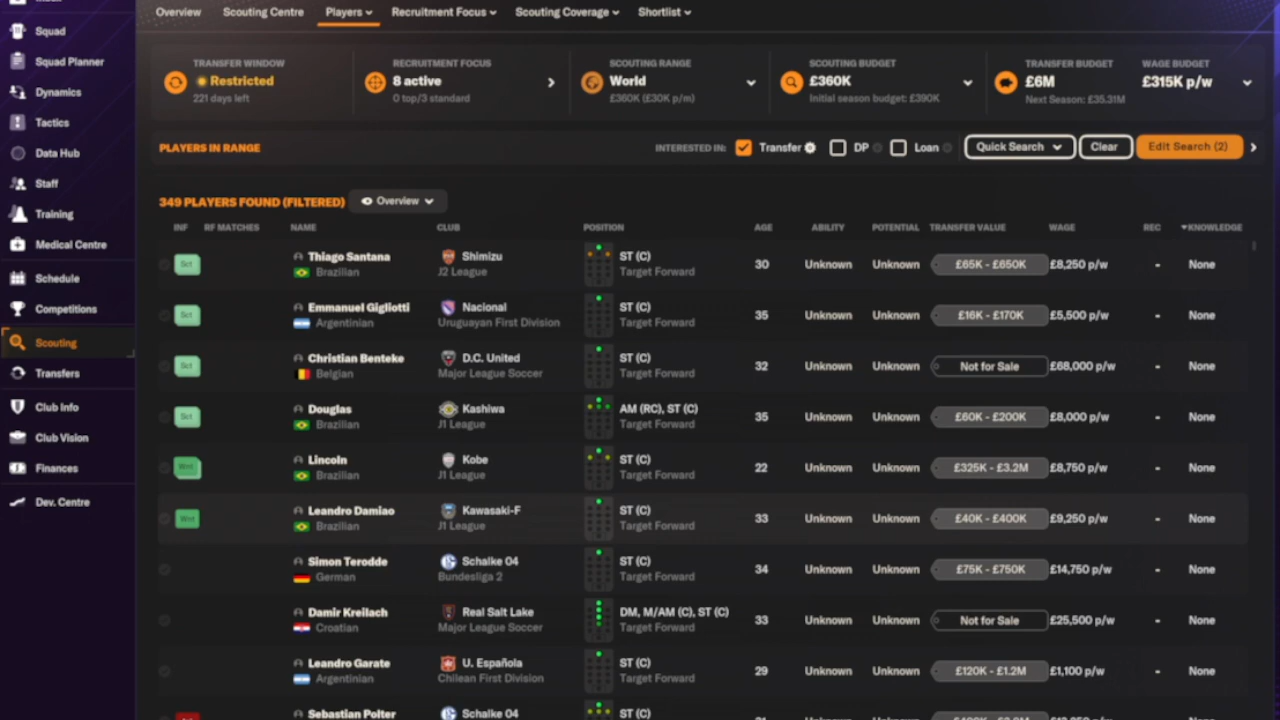 Overview Scouting Centre Players Recruitment Focus Scouting Coverage Shortlist
Squad
Squad Planner
Dynamics
Tactics
Data Hub
Staff
Training
Medical Centre
Schedule
Competitions
Scouting
Transfers
Club Info
Club Vision
Finances
Dev. Centre
TRANSFER WINDOW
Restricted
221 days left
RECRUITMENT FOCUS
8 active
0 top/3 standard
SCOUTING RANGE
World
£360K (£30K p/m)
SCOUTING BUDGET
£360K
Initial season budget: £390K
TRANSFER BUDGET
£6M
Next Season: £35.31M
WAGE BUDGET
£315K p/w
PLAYERS IN RANGE
INTERESTED IN: Transfer DP Loan Quick Search Clear Edit Search (2)
349 PLAYERS FOUND (FILTERED) Overview
INF RF MATCHES NAME CLUB POSITION AGE ABILITY POTENTIAL TRANSFER VALUE WAGE REC KNOWLEDGE
Sct Thiago Santana Shimizu ST (C) 30 Unknown Unknown £65K - £650K £8,250 p/w - None
Brazilian J2 League Target Forward
Sct Emmanuel Gigliotti Nacional ST (C) 35 Unknown Unknown £16K - £170K £5,500 p/w - None
Argentinian Uruguayan First Division Target Forward
Sct Christian Benteke D.C. United ST (C) 32 Unknown Unknown Not for Sale £68,000 p/w - None
Belgian Major League Soccer Target Forward
Sct Douglas Kashiwa AM (RC), ST (C) 35 Unknown Unknown £60K - £200K £8,000 p/w - None
Brazilian J1 League Target Forward
Wnt Lincoln Kobe ST (C) 22 Unknown Unknown £325K - £3.2M £8,750 p/w - None
Brazilian J1 League Target Forward
Wnt Leandro Damiao Kawasaki-F ST (C) 33 Unknown Unknown £40K - £400K £9,250 p/w - None
Brazilian J1 League Target Forward
Simon Terodde Schalke 04 ST (C) 34 Unknown Unknown £75K - £750K £14,750 p/w - None
German Bundesliga 2 Target Forward
Damir Kreilach Real Salt Lake DM, M/AM (C), ST (C) 33 Unknown Unknown Not for Sale £25,500 p/w - None
Croatian Major League Soccer Target Forward
Leandro Garate U. Española ST (C) 29 Unknown Unknown £120K - £1.2M £1,100 p/w - None
Argentinian Chilean First Division Target Forward
Sebastian Polter Schalke 04 ST (C)